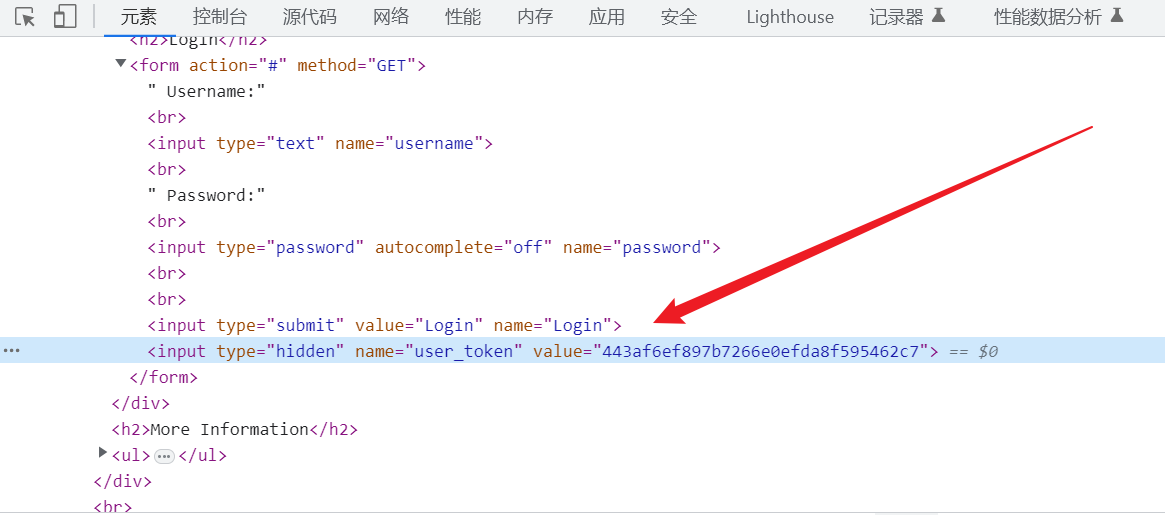 元素 控制台 源代码 网络 性能 内存 应用 安全 Lighthouse 记录器 性能数据分析
<h2>Login</h2>
<form action="#" method="GET">
" Username:"
<br>
<input type="text" name="username">
<br>
" Password:"
<br>
<input type="password" autocomplete="off" name="password">
<br>
<br>
<input type="submit" value="Login" name="Login">
<input type="hidden" name="user_token" value="443af6ef897b7266e0efda8f595462c7"> == $0
</form>
</div>
<h2>More Information</h2>
<ul>…</ul>
</div>
<br>